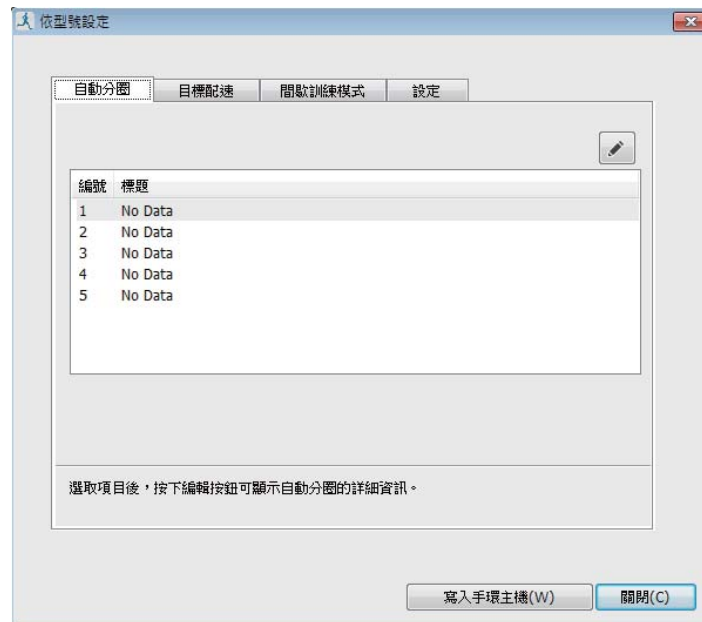 依型號設定
自動分圈 目標配速 間歇訓練模式 設定
編號 標題
1 No Data
2 No Data
3 No Data
4 No Data
5 No Data
選取項目後，按下編輯按鈕可顯示自動分圈的詳細資訊。
寫入手環主機(W) 關閉(C)